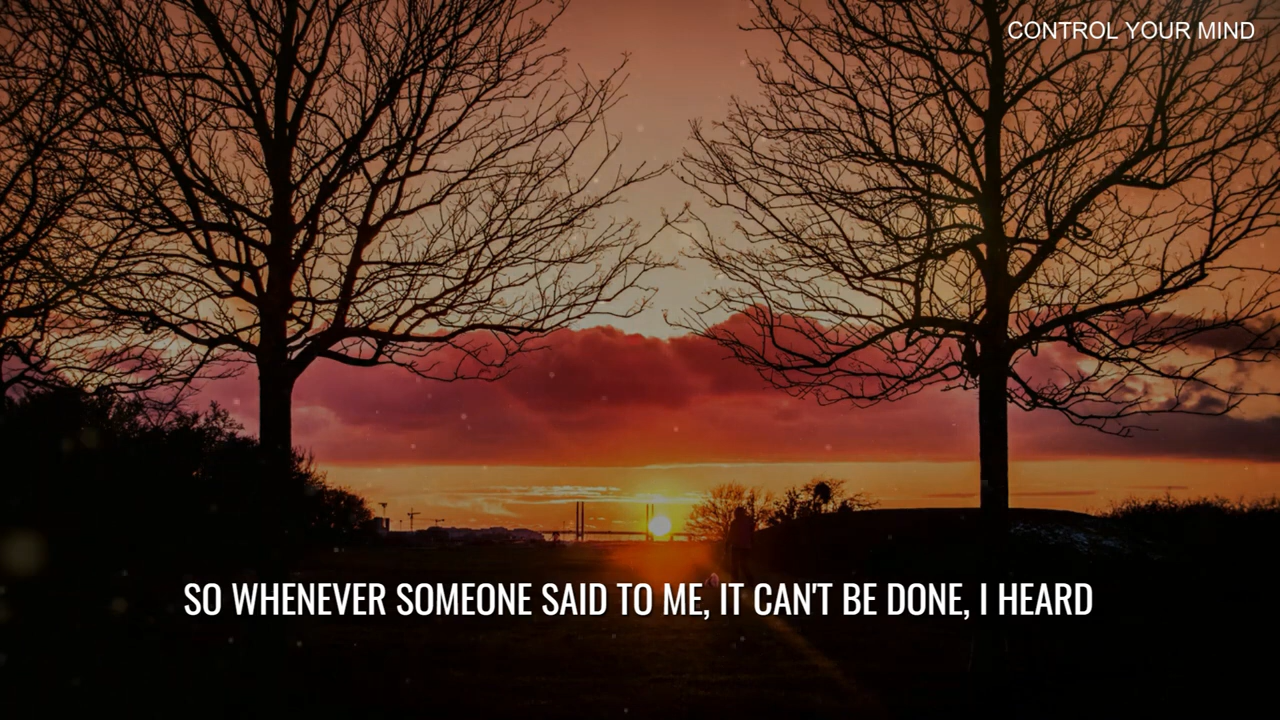 CONTROL YOUR MIND
SO WHENEVER SOMEONE SAID TO ME, IT CAN'T BE DONE, I HEARD